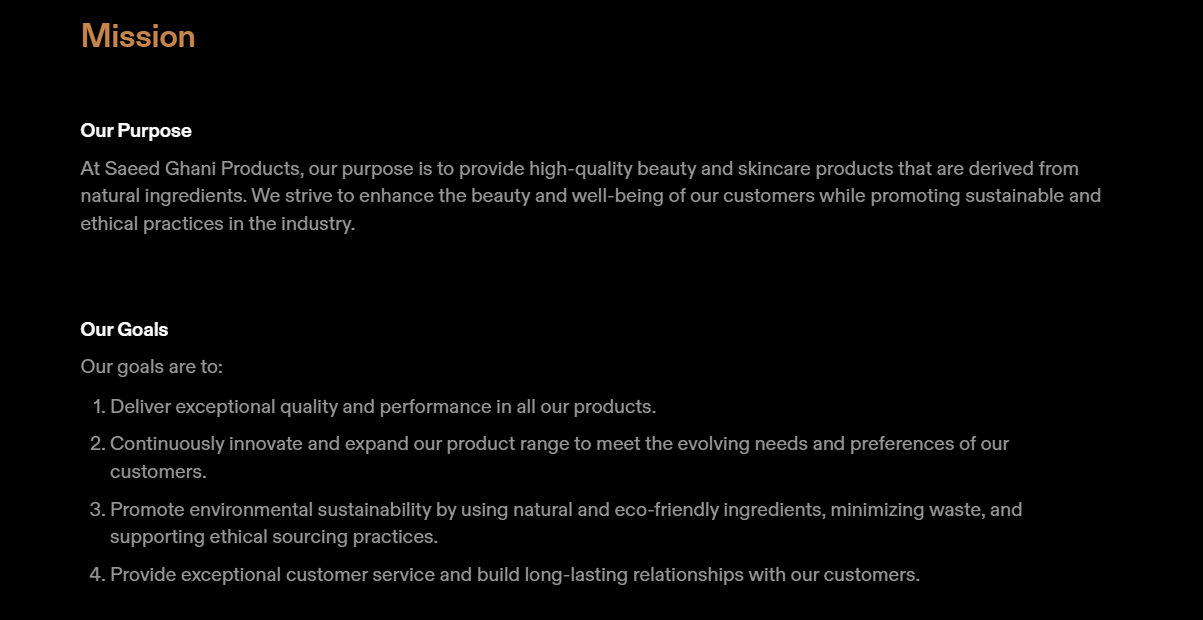 Mission
Our Purpose
At Saeed Ghani Products, our purpose is to provide high-quality beauty and skincare products that are derived from
natural ingredients. We strive to enhance the beauty and well-being of our customers while promoting sustainable and
ethical practices in the industry.
Our Goals
Our goals are to:
1. Deliver exceptional quality and performance in all our products.
2. Continuously innovate and expand our product range to meet the evolving needs and preferences of our
customers.
3. Promote environmental sustainability by using natural and eco-friendly ingredients, minimizing waste, and
supporting ethical sourcing practices.
4. Provide exceptional customer service and build long-lasting relationships with our customers.